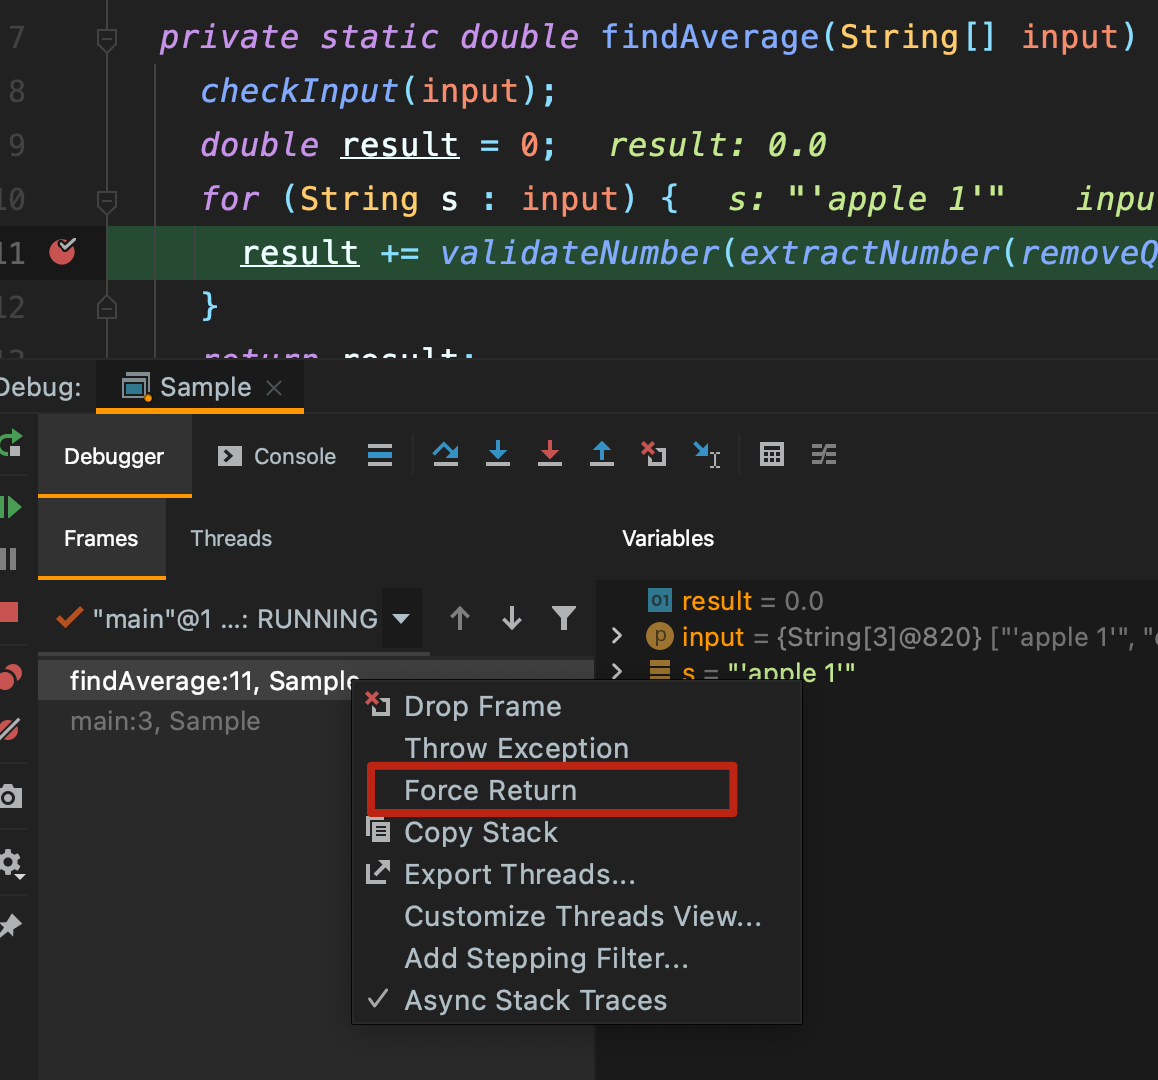 7 private static double findAverage(String[] input)
8 checkInput(input);
9 double result = 0; result: 0.0
10 for (String s : input) { s: "'apple 1'" inpu
11 result += validateNumber(extractNumber(removeQ
12 }
return result;
Debug: Sample
Debugger Console
Frames Threads Variables
"main"@1 ...: RUNNING
result = 0.0
input = {String[3]@820} ["'apple 1'", "
s = "'apple 1'"
findAverage:11, Sample
main:3, Sample
Drop Frame
Throw Exception
Force Return
Copy Stack
Export Threads...
Customize Threads View...
Add Stepping Filter...
Async Stack Traces